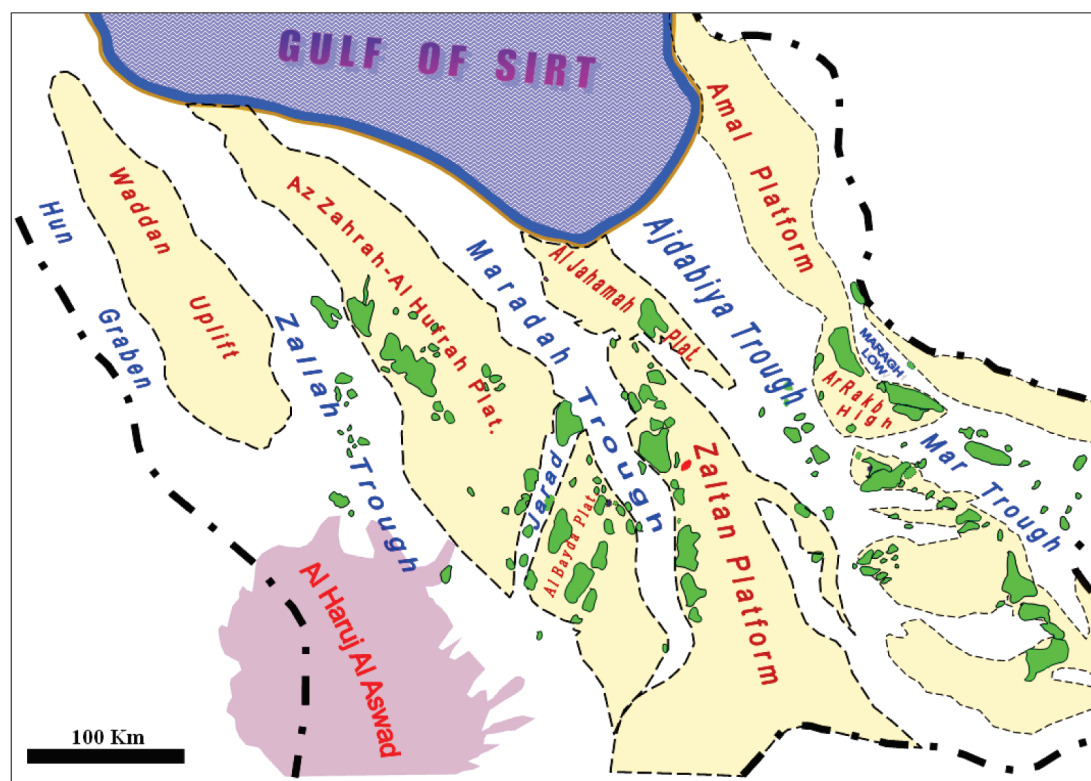 GULF OF SIRT
Amal Platform
Waddan Uplift
Az Zahrah-Al Hufrah Plat.
Hun Graben
Maradah Trough
Al Jahamah Plat
Ajdabiya Trough
MARAGH
LOW
Ar Rakb
High
Zallah Trough
Jarad
Al Bayda Plat
Zaltan Platform
Mar Trough
Al Haruj Al Aswad
100 Km